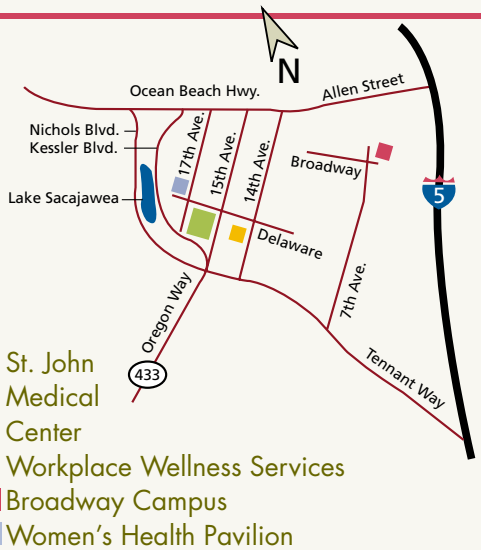 N
Ocean Beach Hwy.
Allen Street
Nichols Blvd.
Kessler Blvd.
17th Ave.
15th Ave.
14th Ave.
Broadway
Lake Sacajawea
5
Delaware
7th Ave.
Oregon Way
433
Tennant Way
St. John
Medical
Center
Workplace Wellness Services
Broadway Campus
Women's Health Pavilion